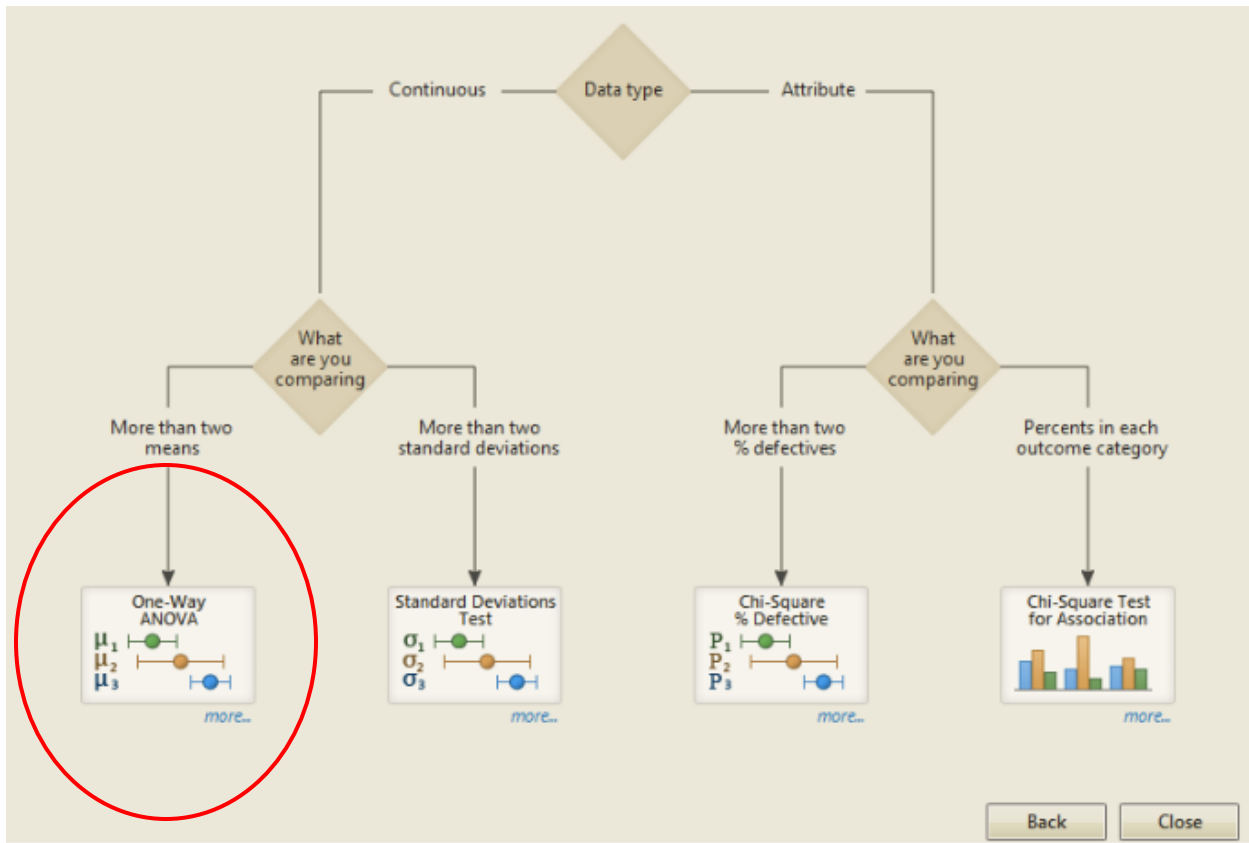 Continuous
Data type
Attribute
What
are you
comparing
What
are you
comparing
More than two
means
More than two
standard deviations
More than two
% defectives
Percents in each
outcome category
One-Way
ANOVA
μ1
μ2
μ3
more...
Standard Deviations
Test
σ1
σ2
σ3
more...
Chi-Square
% Defective
P1
P2
P3
more...
Chi-Square Test
for Association
more...
Back
Close